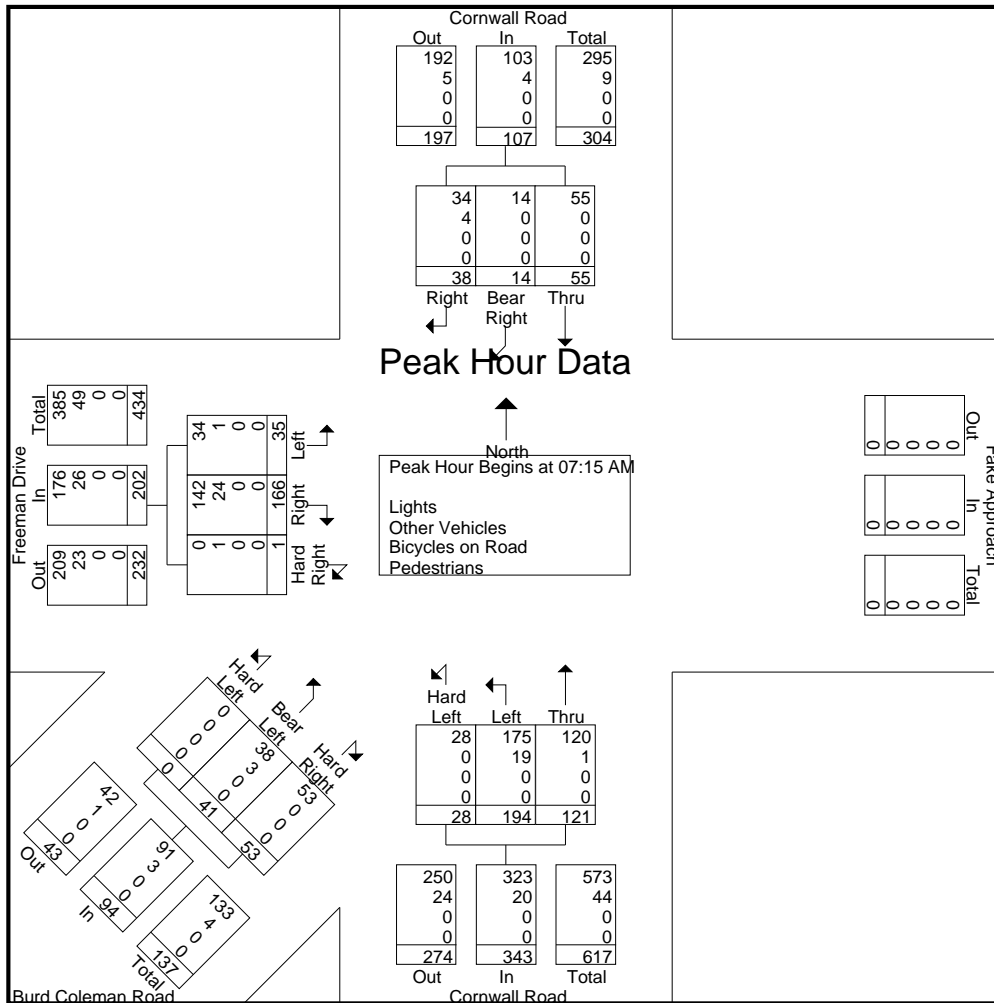 Cornwall Road
Out In Total
192 103 295
5 4 9
0 0 0
0 0 0
197 107 304
34 14 55
4 0 0
0 0 0
0 0 0
38 14 55
Right Bear Right Thru
Peak Hour Data
North
Peak Hour Begins at 07:15 AM
Lights
Other Vehicles
Bicycles on Road
Pedestrians
Freeman Drive
Total 385 49 0 0 434
In 176 26 0 0 202
Out 209 23 0 0 232
34 1 0 0 35 Left
142 24 0 0 166 Right
0 1 0 0 1 Hard Right
Fake Approach
Out 0 0 0 0 0
In 0 0 0 0 0
Total 0 0 0 0 0
Hard Left
Bear Left
Hard Right
0 0 0 0 0
38 3 0 0 41
53 0 0 0 53
42 1 0 0 43 Out
91 3 0 0 94 In
133 4 0 0 137 Total
Burd Coleman Road
Hard Left Left Thru
28 175 120
0 19 1
0 0 0
0 0 0
28 194 121
250 323 573
24 20 44
0 0 0
0 0 0
274 343 617
Out In Total
Cornwall Road